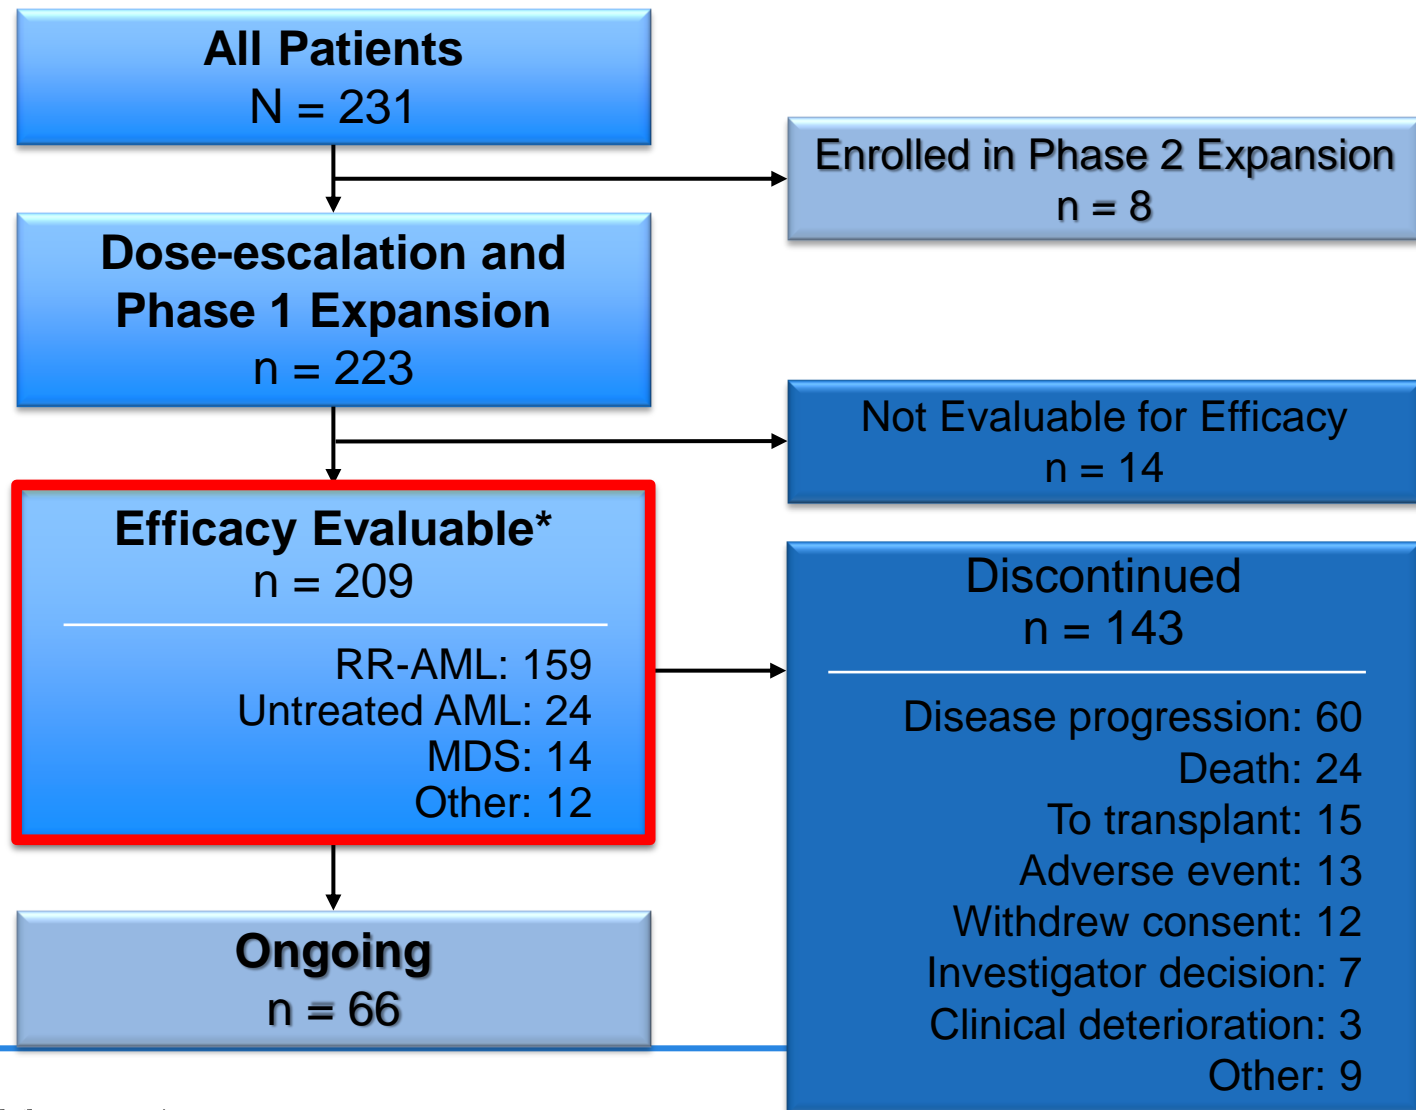 All Patients
N = 231
Enrolled in Phase 2 Expansion
n = 8
Dose-escalation and
Phase 1 Expansion
n = 223
Not Evaluable for Efficacy
n = 14
Efficacy Evaluable*
n = 209
RR-AML: 159
Untreated AML: 24
MDS: 14
Other: 12
Discontinued
n = 143
Disease progression: 60
Death: 24
To transplant: 15
Adverse event: 13
Withdrew consent: 12
Investigator decision: 7
Clinical deterioration: 3
Other: 9
Ongoing
n = 66